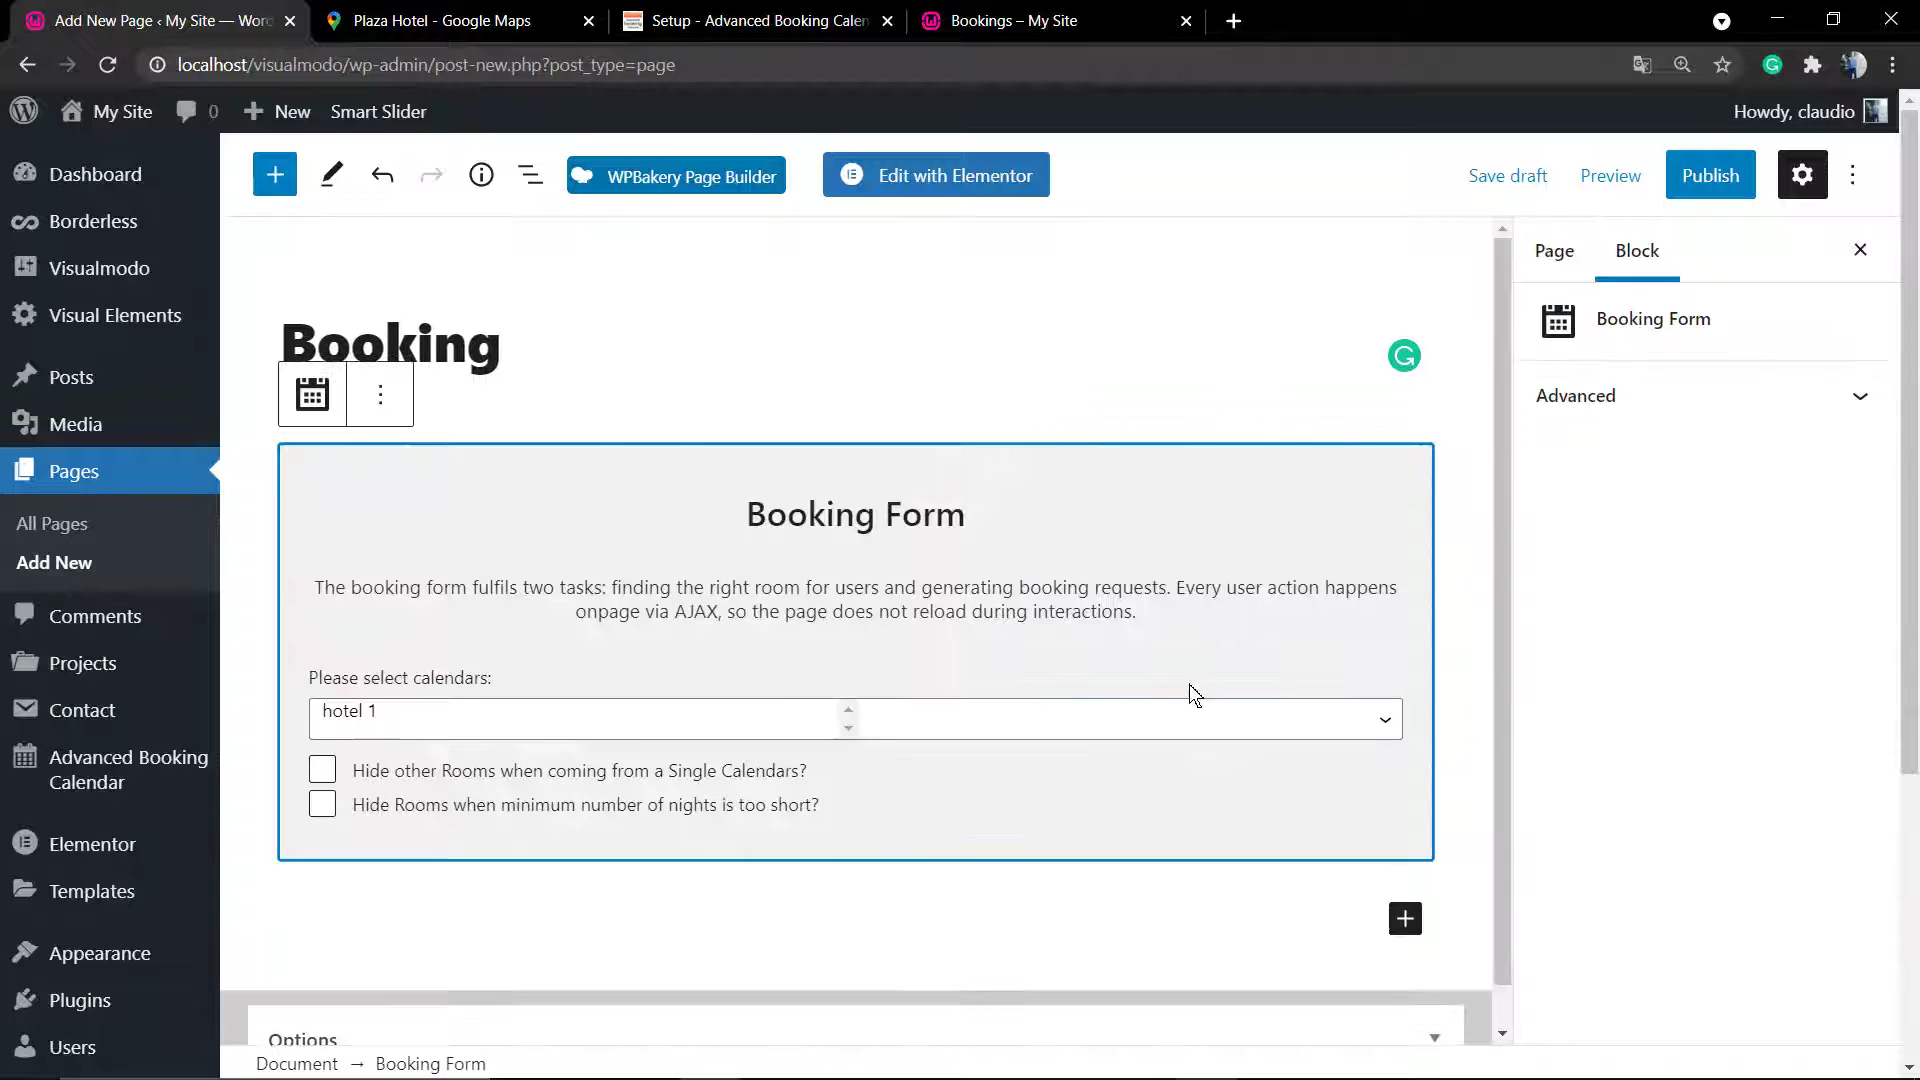 Add New Page ‹ My Site — Word
Plaza Hotel - Google Maps
Setup - Advanced Booking Calen
Bookings – My Site
localhost/visualmodo/wp-admin/post-new.php?post_type=page
My Site
0
New
Smart Slider
Howdy, claudio
Dashboard
Borderless
Visualmodo
Visual Elements
Posts
Media
Pages
All Pages
Add New
Comments
Projects
Contact
Advanced Booking
Calendar
Elementor
Templates
Appearance
Plugins
Users
WPBakery Page Builder
Edit with Elementor
Save draft
Preview
Publish
Booking
Booking Form
The booking form fulfils two tasks: finding the right room for users and generating booking requests. Every user action happens
onpage via AJAX, so the page does not reload during interactions.
Please select calendars:
hotel 1
Hide other Rooms when coming from a Single Calendars?
Hide Rooms when minimum number of nights is too short?
Options
Document → Booking Form
Page
Block
Booking Form
Advanced